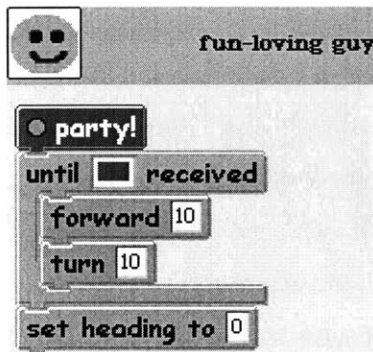 fun-loving guy
party!
until received
forward 10
turn 10
set heading to 0